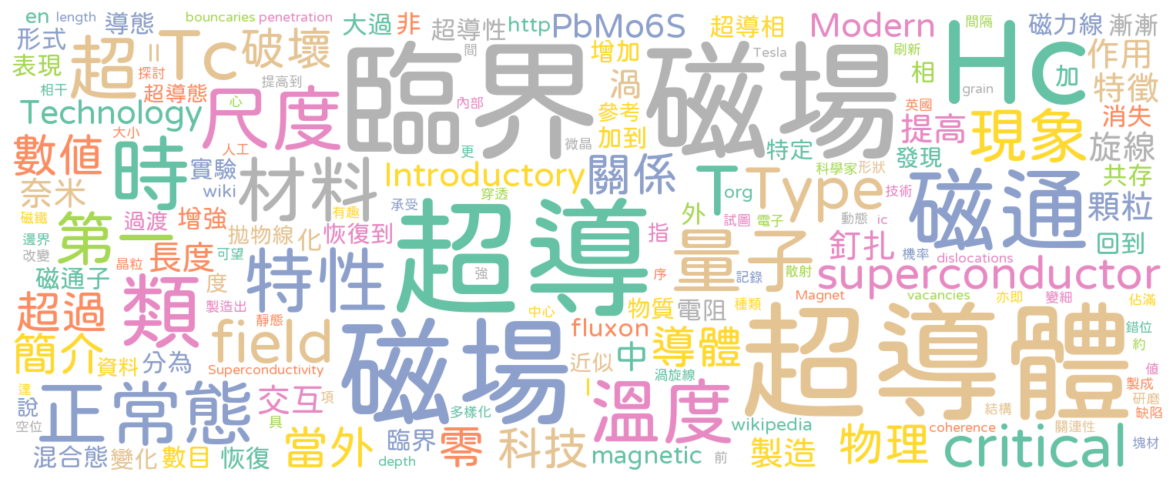 en length 導態 bouncaries penetration 大過 非 超導性 http PbMo6S 超導相 Modern 間隔 磁力線 漸漸
形式 超 II Tc 破壞 間 增加 Tesla 刷新 Hc 作用
表現 探討 提高到 臨界 磁場 渦 相 加 特徵
相干 超導態 心 內部 參考 grain
Technology 尺度 微晶 加到 英國 提高 現象 消失
大小 人工 特定 發現 旋線
數值 時 實驗 材料 Introductory 關係 科學家 形狀 共存
奈米 wiki 更 穿透 T org Type 技術 磁通 顆粒
磁鐵 第一 過渡 增強 有趣 承受 超導 外 試圖 電子 動態 ic
邊界 拋物線 化 恢復到 指 量子 釘扎 機率 回到
改變 長度 特性 可望 dislocations
磁通子 晶粒 度 強 序 記錄 散射 superconductor
超過 類 製造出 中心 物質 電阻 種類 Magnet vacancies 亦即 變細 佔滿
簡介 靜態 field 磁場 fluxon 超導體 錯位
資料 分為 近似 中 導體 約
Superconductivity 渦旋線 值
達 正常態 交互 項 l 溫度 製成
說 具 多樣化 wikipedia 結構 研磨
空位 coherence 關連性 缺陷
混合態 變化 數目 恢復 當外 臨界 零 科技 magnetic 前 製造 物理 critical 塊材
depth